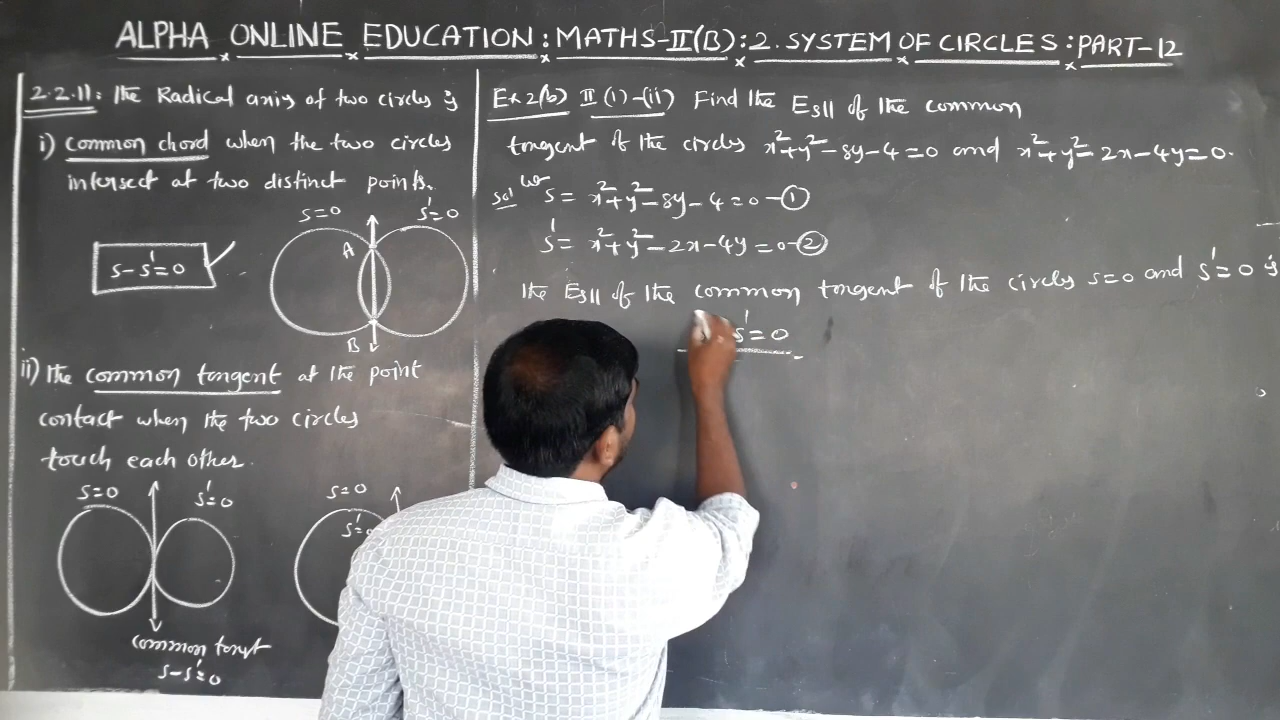 ALPHA ONLINE EDUCATION : MATHS-II(B) : 2. SYSTEM OF CIRCLES : PART-12
2.2.11: The Radical axis of two circles is
i) common chord when the two circles
intersect at two distinct points.
S=0 S'=0
A
S-S'=0
B
ii) The common tangent at the point
contact when the two circles
touch each other.
S=0 S'=0
S=0
S'=0
common tangt
S-S'=0
Ex 2(b) II (1)-(ii) Find the Esll of the common
tangent of the circles x²+y²-8y-4=0 and x²+y²-2x-4y=0.
Sol S = x²+y²-8y-4=0-①
S' = x²+y²-2x-4y=0-②
The Esll of the common tangent of the circles S=0 and S'=0 is
S'=0